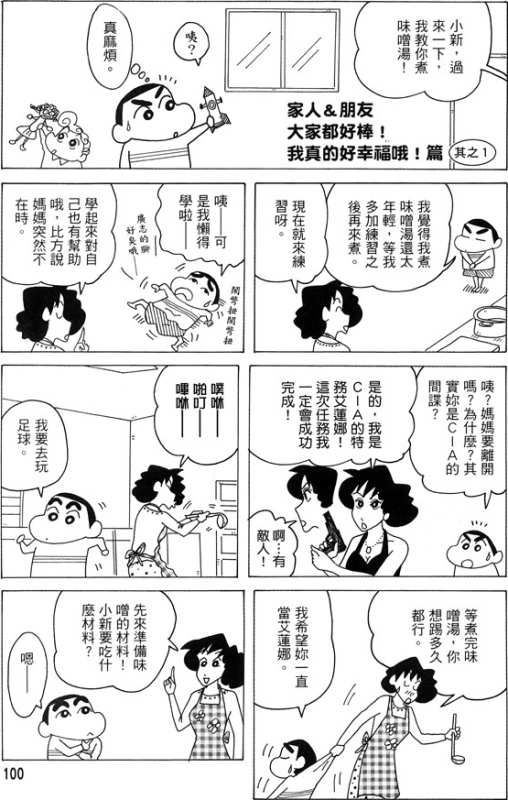 小新，過
來一下，
我教你煮
味噌湯！
咦？
真麻煩。
家人＆朋友
大家都好棒！
我真的好幸福哦！篇 其之1
我覺得我煮
味噌湯還太
年輕，等我
多加練習之
後再來煮。
現在就來練
習呀。
咦──可
是我懶得
學啦──
鬧彆扭鬧彆扭
廣志的腳
好臭哦──
學起來對自
己也有幫助
哦，比方說
媽媽突然不
在時。
咦？媽媽要離開
嗎？為什麼？其
實妳是CIA的
間諜？
是的，我是
CIA的特
務艾蓮娜！
這次任務我
一定會成功
完成！
啊…有
敵人！
噗咻──
啪叮──
嗶咻──
我要去玩
足球。
等煮完味
噌湯，你
想踢多久
都行。
我希望妳一直
當艾蓮娜。
先來準備味
噌的材料！
小新要吃什
麼材料？
嗯──
100